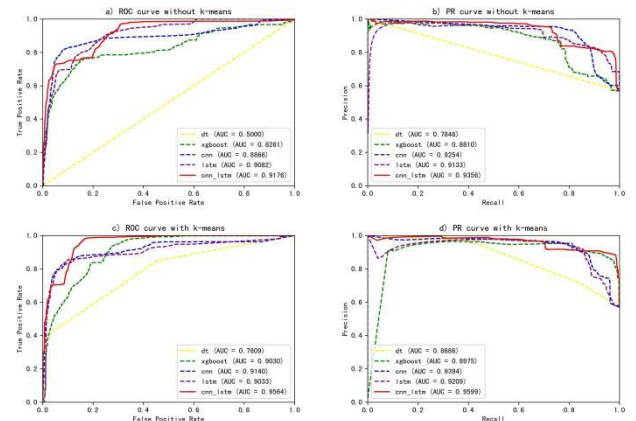 a) ROC curve without k-means
True Positive Rate
1.0
0.8
0.6
0.4
0.2
0.0
dt (AUC = 0.5000)
xgboost (AUC = 0.8261)
cnn (AUC = 0.8866)
lstm (AUC = 0.9082)
cnn_lstm (AUC = 0.9176)
0.0 0.2 0.4 0.6 0.8 1.0
False Positive Rate
b) PR curve without k-means
Precision
1.0
0.8
0.6
0.4
0.2
0.0
dt (AUC = 0.7846)
xgboost (AUC = 0.8810)
cnn (AUC = 0.9254)
lstm (AUC = 0.9133)
cnn_lstm (AUC = 0.9356)
0.0 0.2 0.4 0.6 0.8 1.0
Recall
c) ROC curve with k-means
True Positive Rate
1.0
0.8
0.6
0.4
0.2
0.0
dt (AUC = 0.7809)
xgboost (AUC = 0.9030)
cnn (AUC = 0.9140)
lstm (AUC = 0.9033)
cnn_lstm (AUC = 0.9564)
0.0 0.2 0.4 0.6 0.8 1.0
False Positive Rate
d) PR curve with k-means
Precision
1.0
0.8
0.6
0.4
0.2
0.0
dt (AUC = 0.8686)
xgboost (AUC = 0.8975)
cnn (AUC = 0.9394)
lstm (AUC = 0.9209)
cnn_lstm (AUC = 0.9599)
0.0 0.2 0.4 0.6 0.8 1.0
Recall